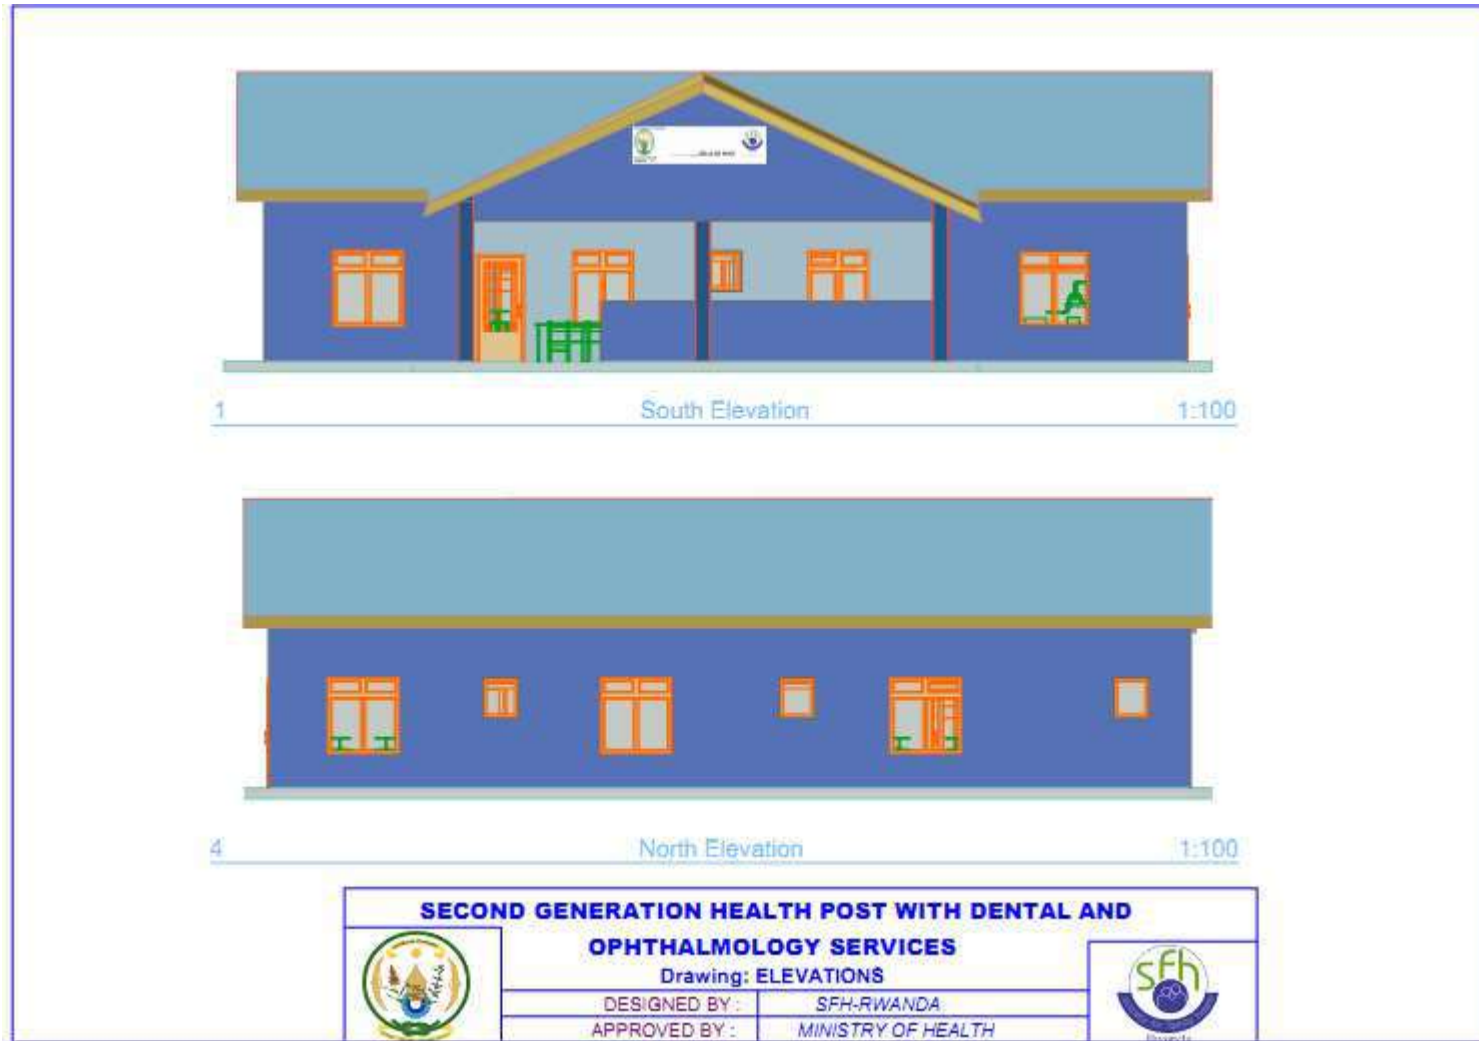 1 South Elevation 1:100
4 North Elevation 1:100
SECOND GENERATION HEALTH POST WITH DENTAL AND
OPHTHALMOLOGY SERVICES
Drawing: ELEVATIONS
DESIGNED BY : SFH-RWANDA
APPROVED BY : MINISTRY OF HEALTH
sfh